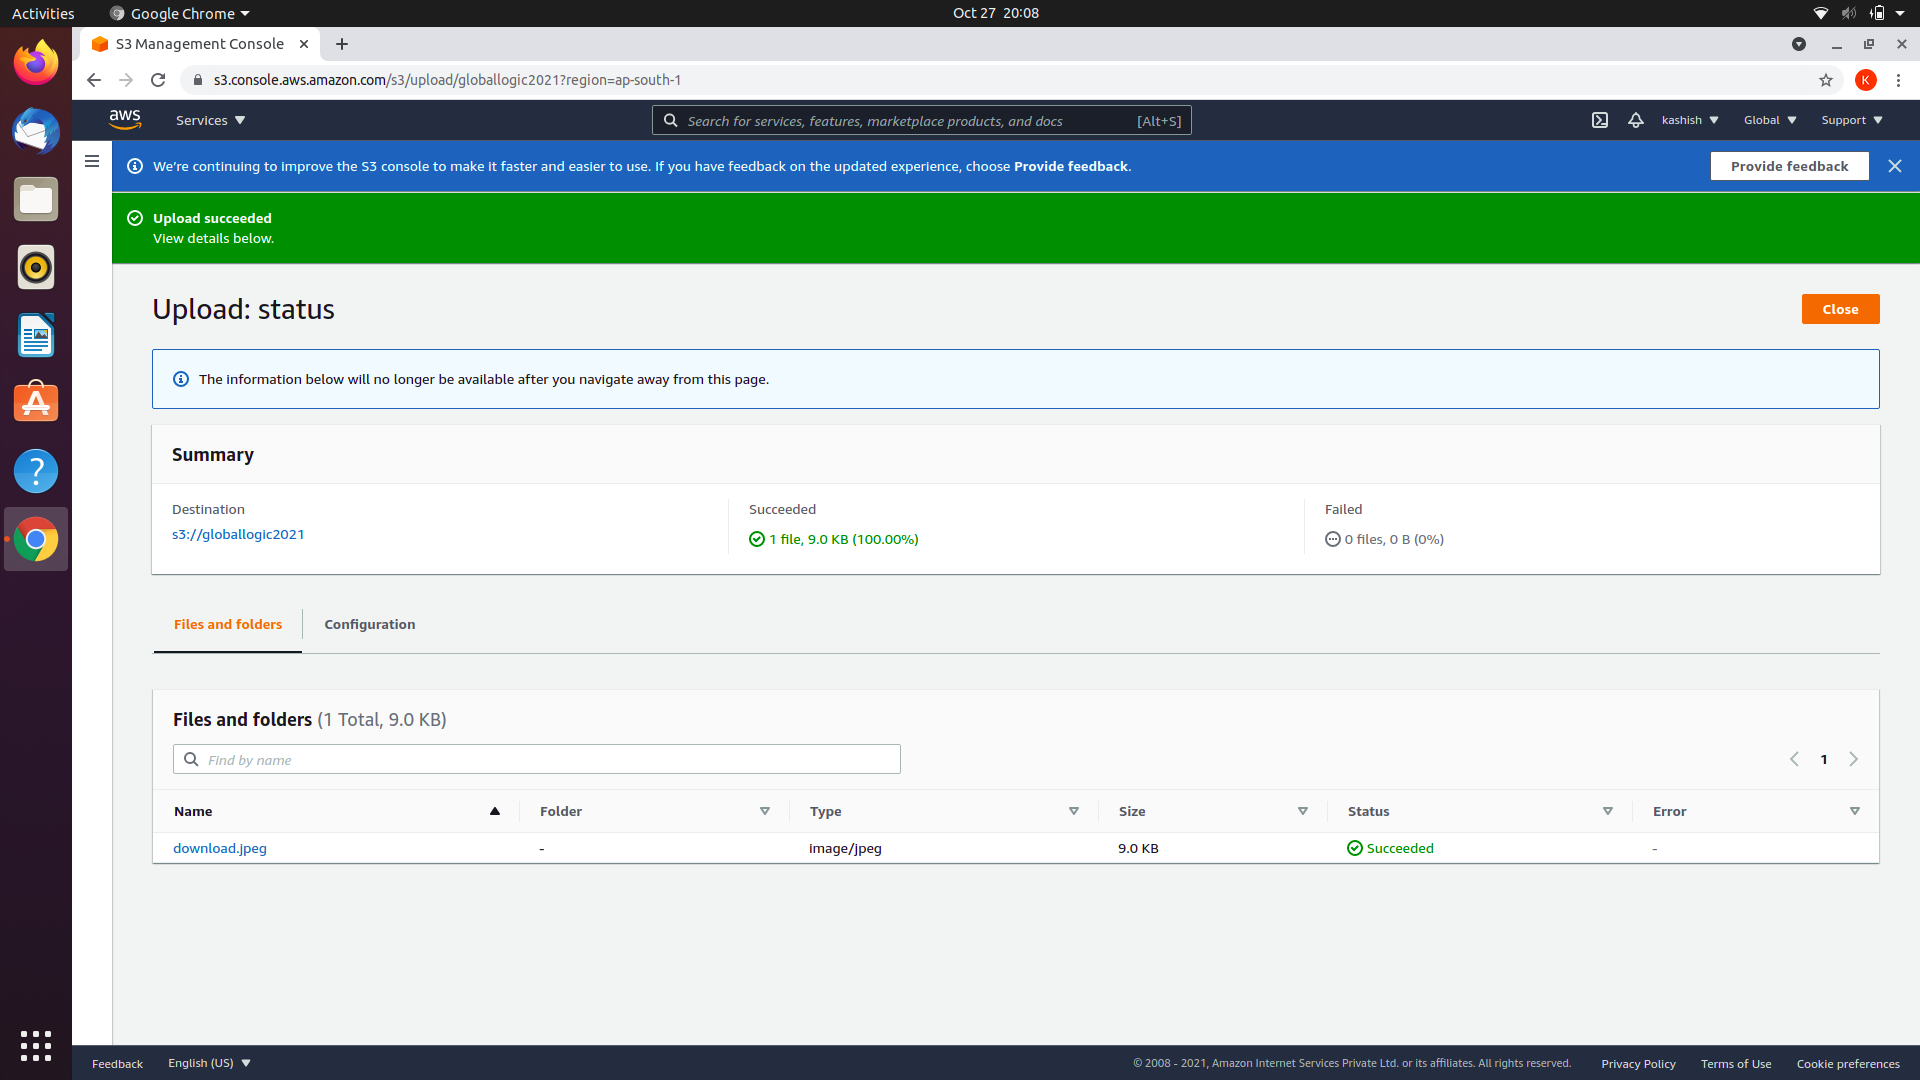 Activities
Google Chrome
Oct 27 20:08
S3 Management Console
s3.console.aws.amazon.com/s3/upload/globallogic2021?region=ap-south-1
K
aws
Services
Search for services, features, marketplace products, and docs
[Alt+S]
kashish
Global
Support
We're continuing to improve the S3 console to make it faster and easier to use. If you have feedback on the updated experience, choose Provide feedback.
Provide feedback
Upload succeeded
View details below.
Upload: status
Close
The information below will no longer be available after you navigate away from this page.
Summary
Destination
s3://globallogic2021
Succeeded
1 file, 9.0 KB (100.00%)
Failed
0 files, 0 B (0%)
Files and folders
Configuration
Files and folders (1 Total, 9.0 KB)
Find by name
1
Name
Folder
Type
Size
Status
Error
download.jpeg
-
image/jpeg
9.0 KB
Succeeded
-
Feedback
English (US)
© 2008 - 2021, Amazon Internet Services Private Ltd. or its affiliates. All rights reserved.
Privacy Policy
Terms of Use
Cookie preferences